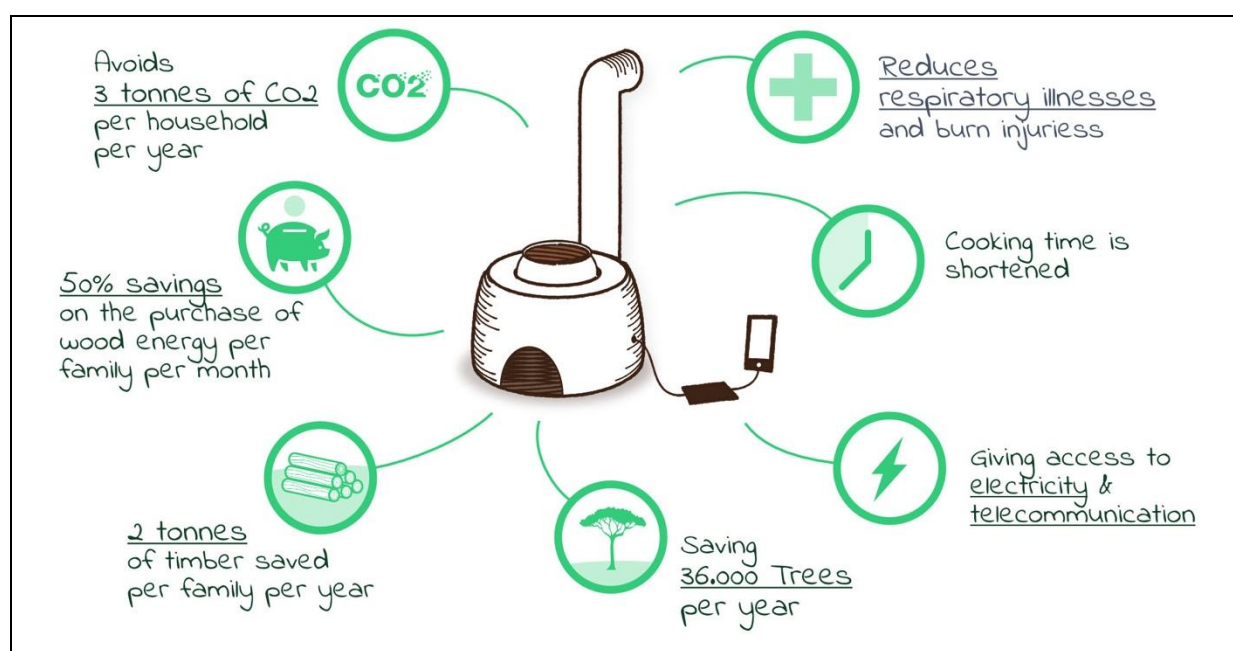 Avoids
3 tonnes of CO2
per household
per year
CO2
50% savings
on the purchase of
wood energy per
family per month
2 tonnes
of timber saved
per family per year
Saving
36.000 Trees
per year
Reduces
respiratory illnesses
and burn injuriess
Cooking time is
shortened
Giving access to
electricity &
telecommunication